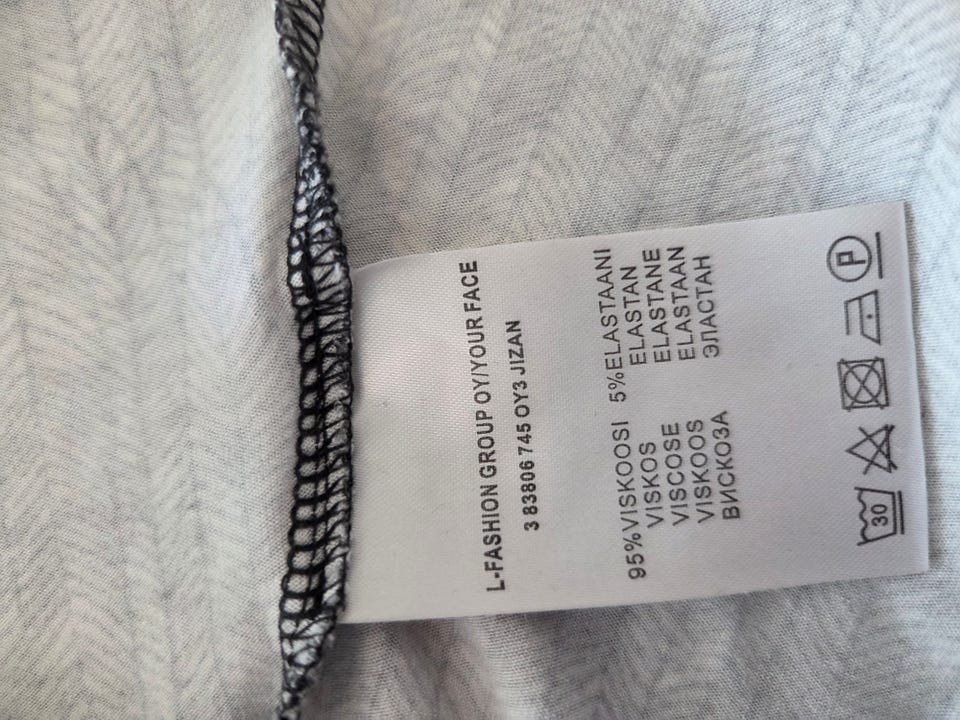 L-FASHION GROUP OY/YOUR FACE
3 83806 745 OY3 JIZAN
95%VISKOOSI 5%ELASTAANI
VISKOS ELASTAN
VISCOSE ELASTANE
VISKOOS ELASTAAN
ВИСКОЗА ЭЛАСТАН
30 P